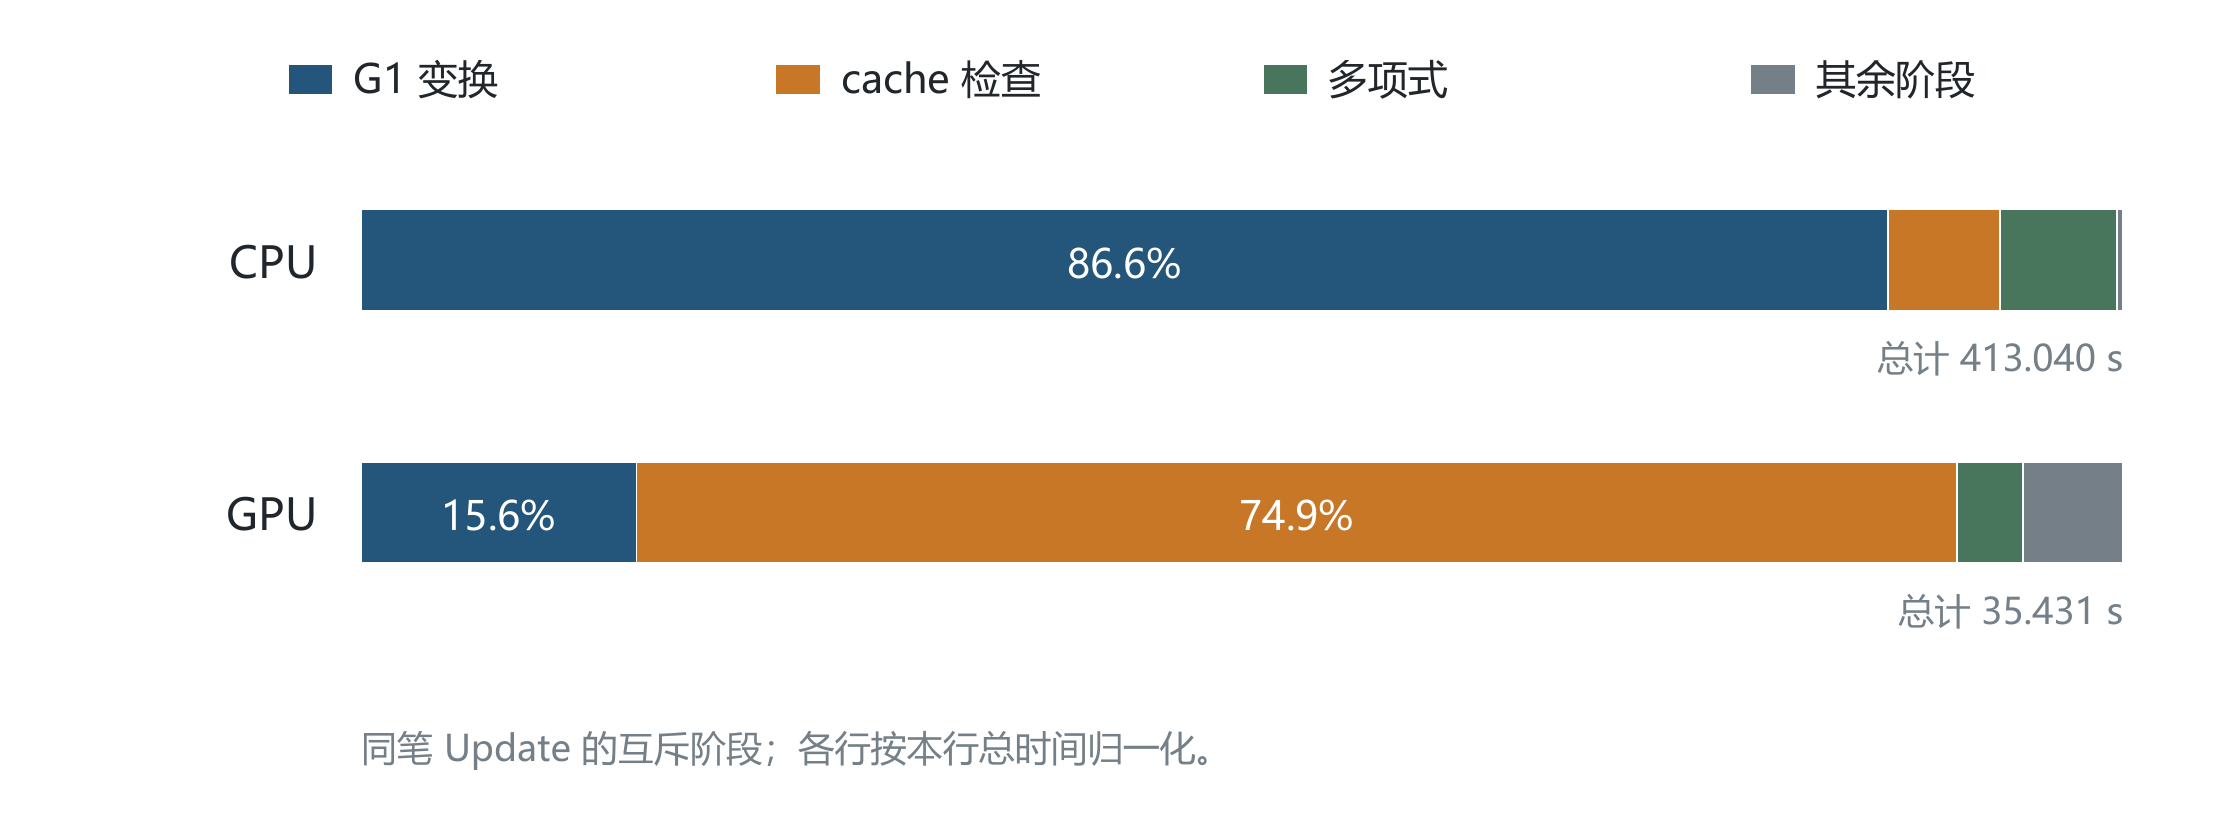 G1 变换 cache 检查 多项式 其余阶段
CPU 86.6%
总计 413.040 s
GPU 15.6% 74.9%
总计 35.431 s
同笔 Update 的互斥阶段；各行按本行总时间归一化。